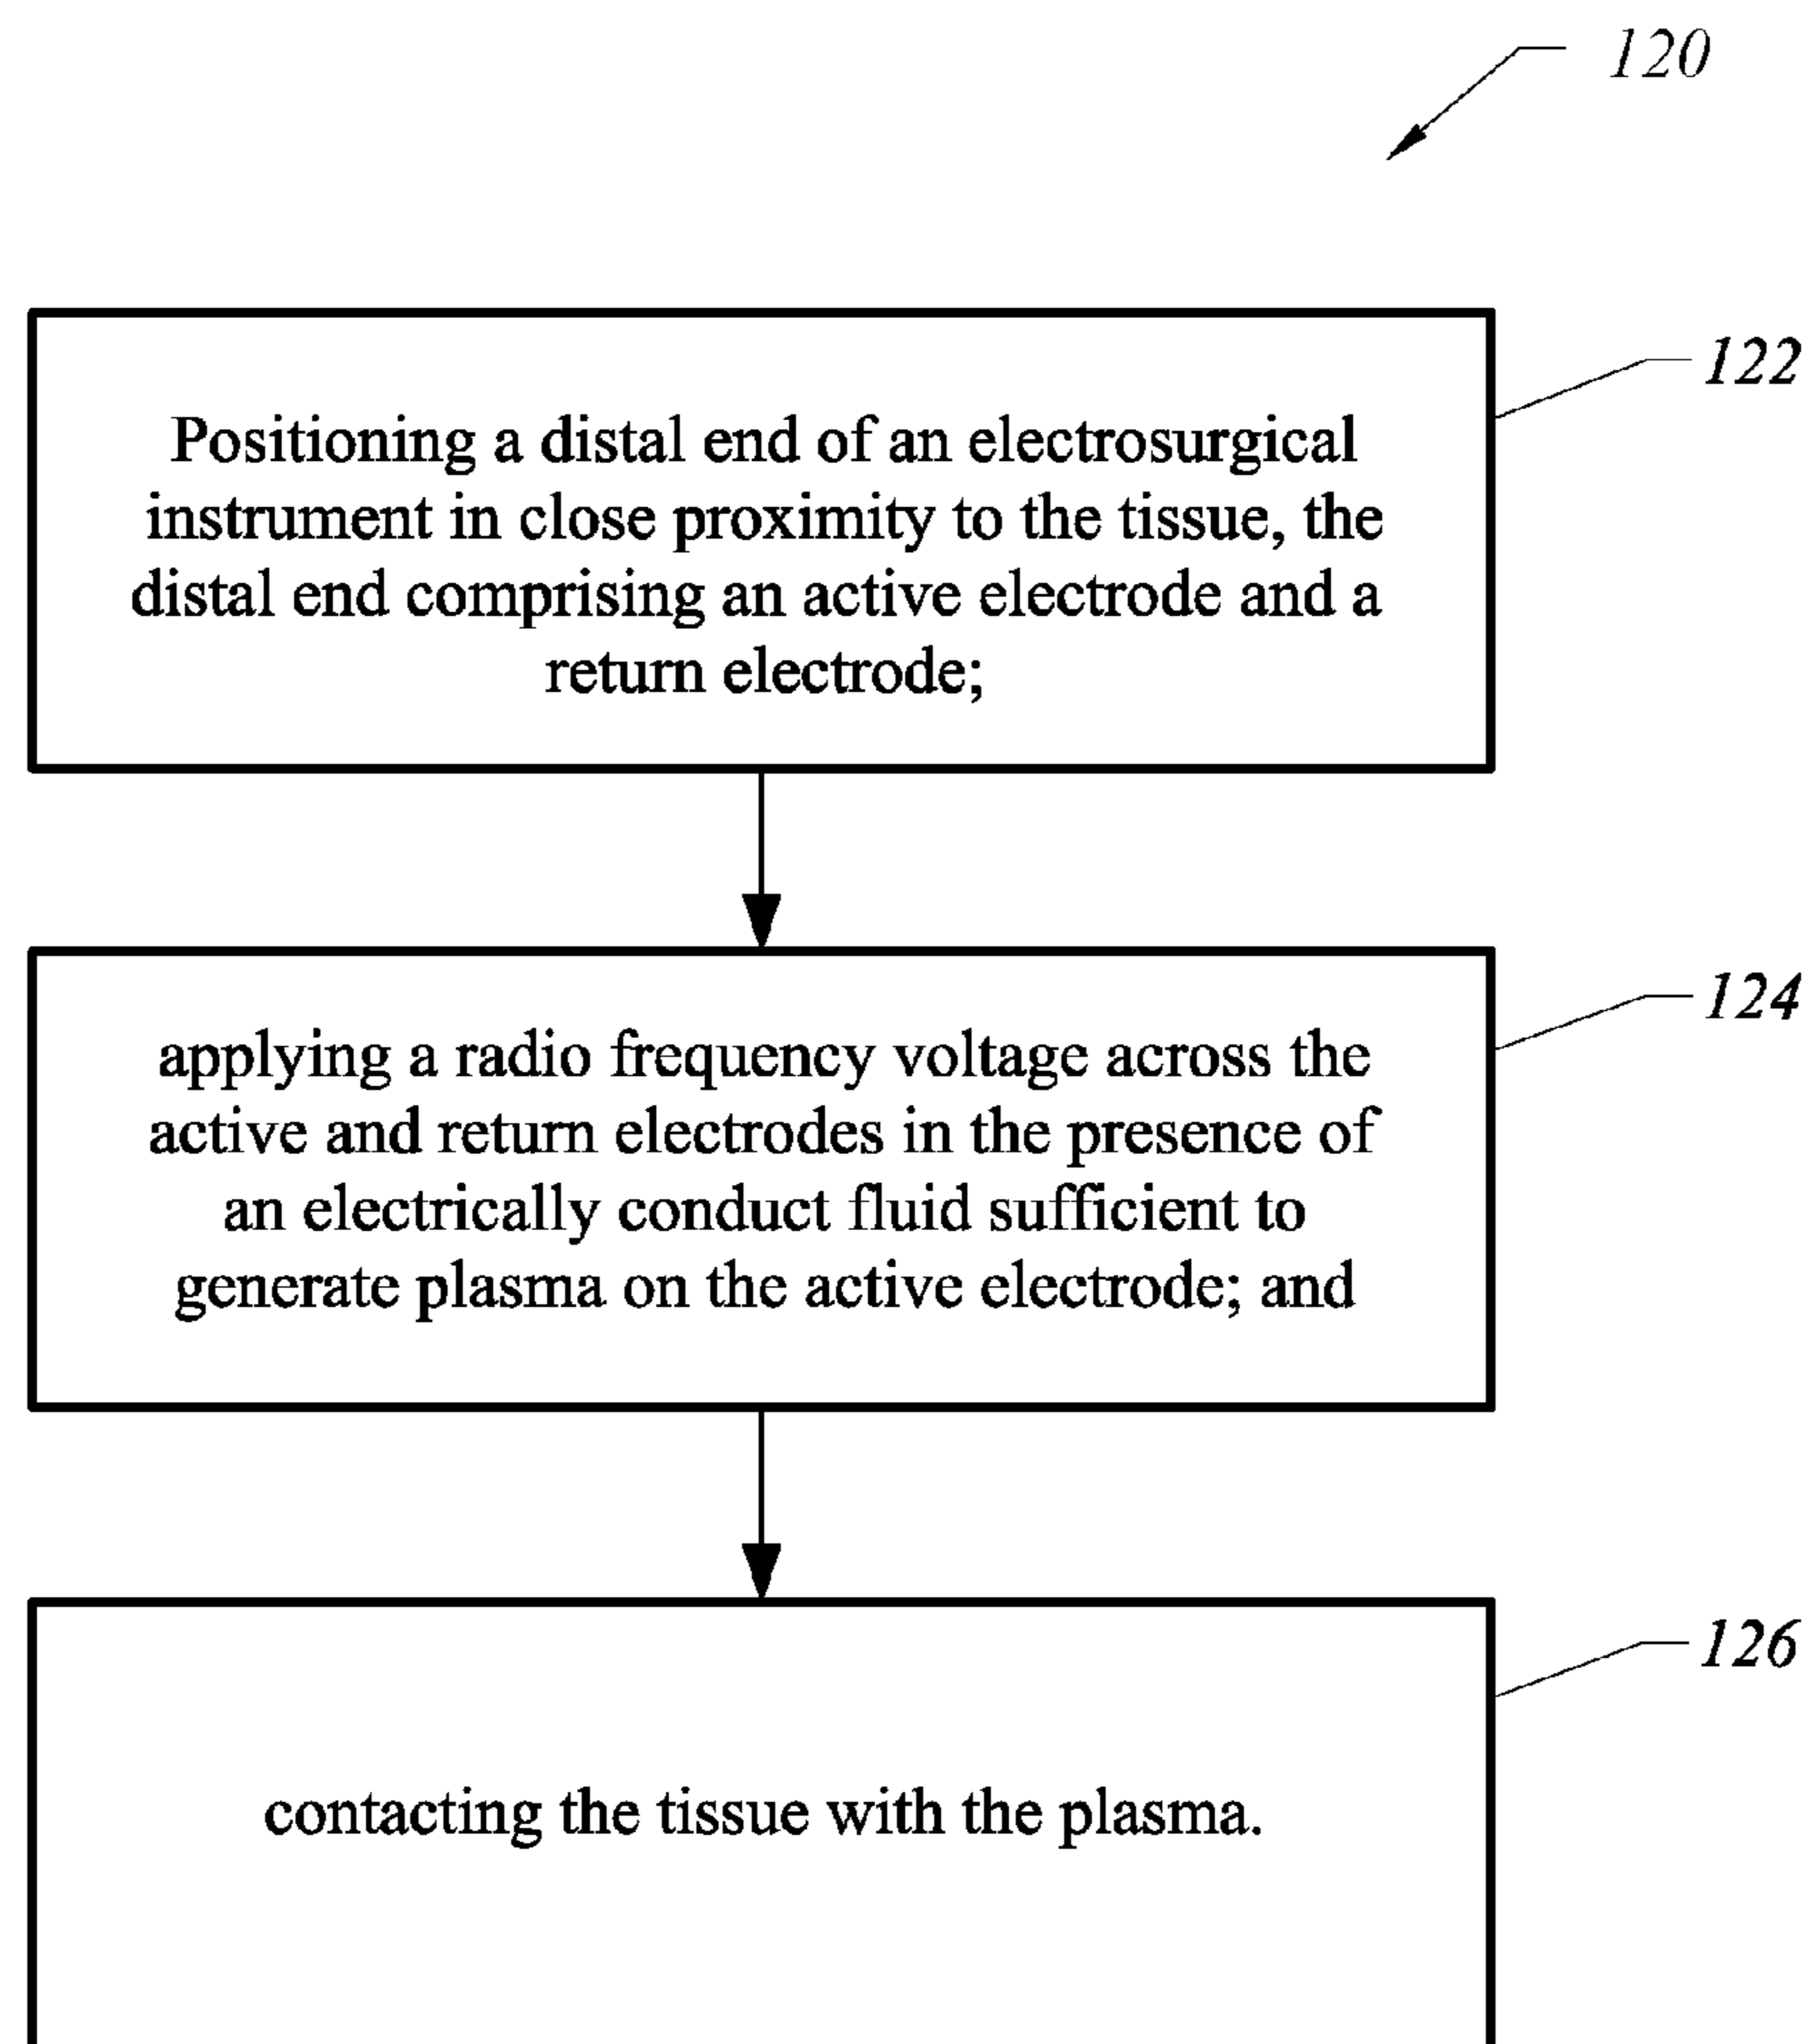 120
122
Positioning a distal end of an electrosurgical
instrument in close proximity to the tissue, the
distal end comprising an active electrode and a
return electrode;
124
applying a radio frequency voltage across the
active and return electrodes in the presence of
an electrically conduct fluid sufficient to
generate plasma on the active electrode; and
126
contacting the tissue with the plasma.